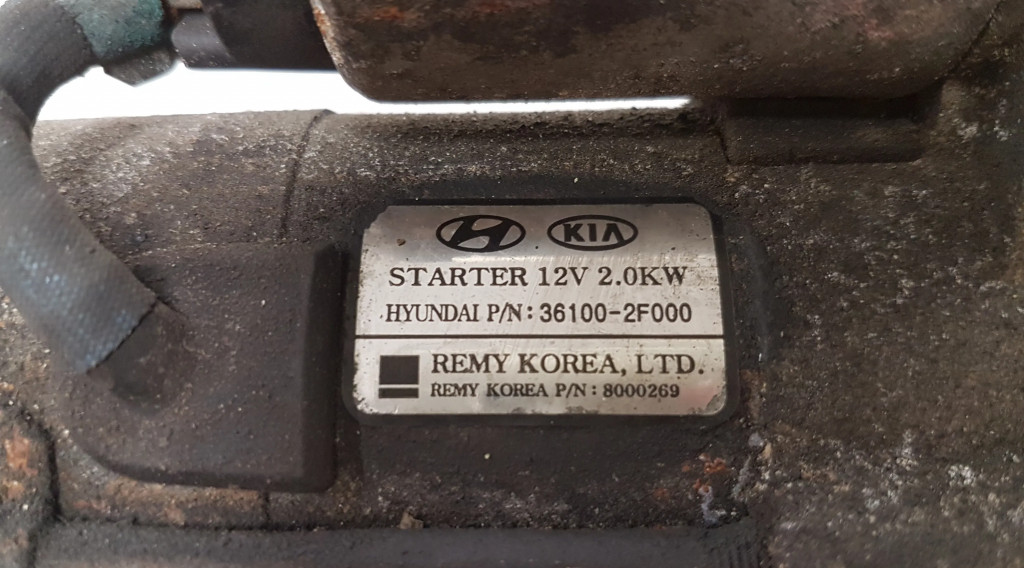 KIA
STARTER 12V 2.0KW
HYUNDAI P/N: 36100-2F000
REMY KOREA, LTD.
REMY KOREA P/N: 8000269